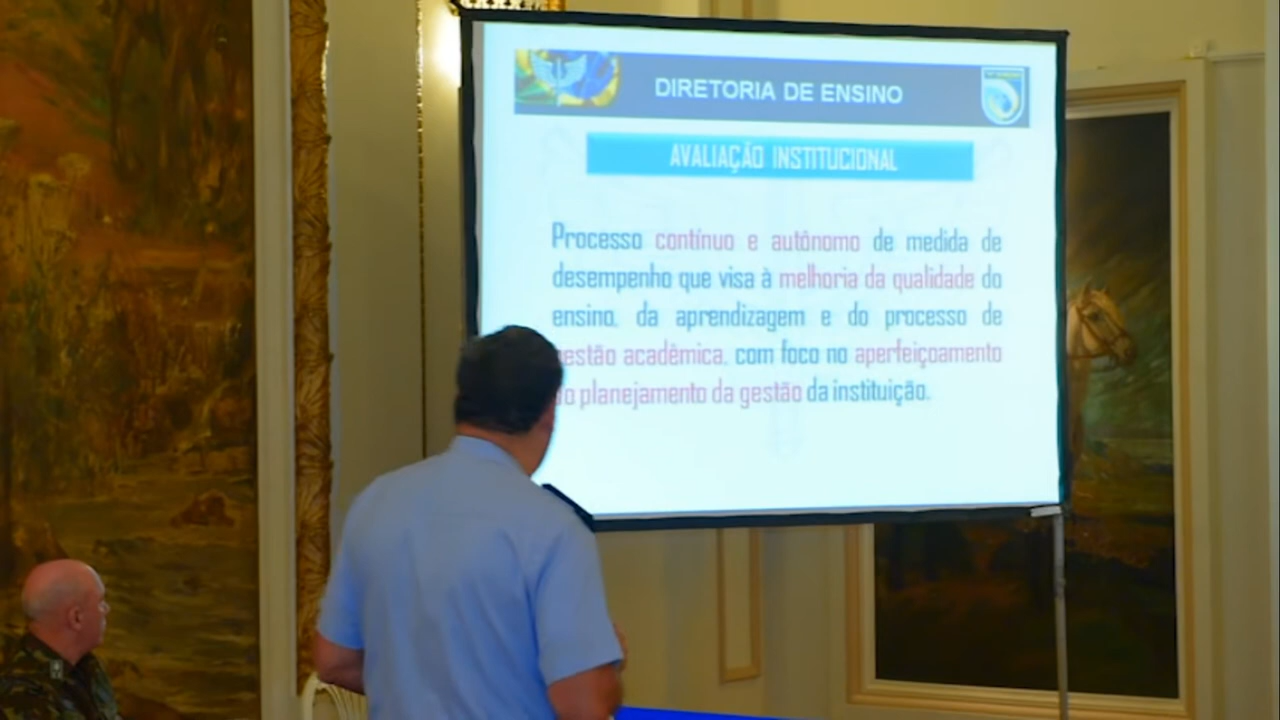 DIRETORIA DE ENSINO
AVALIAÇÃO INSTITUCIONAL
Processo contínuo e autônomo de medida de
desempenho que visa à melhoria da qualidade do
ensino, da aprendizagem e do processo de
gestão acadêmica, com foco no aperfeiçoamento
do planejamento da gestão da instituição.